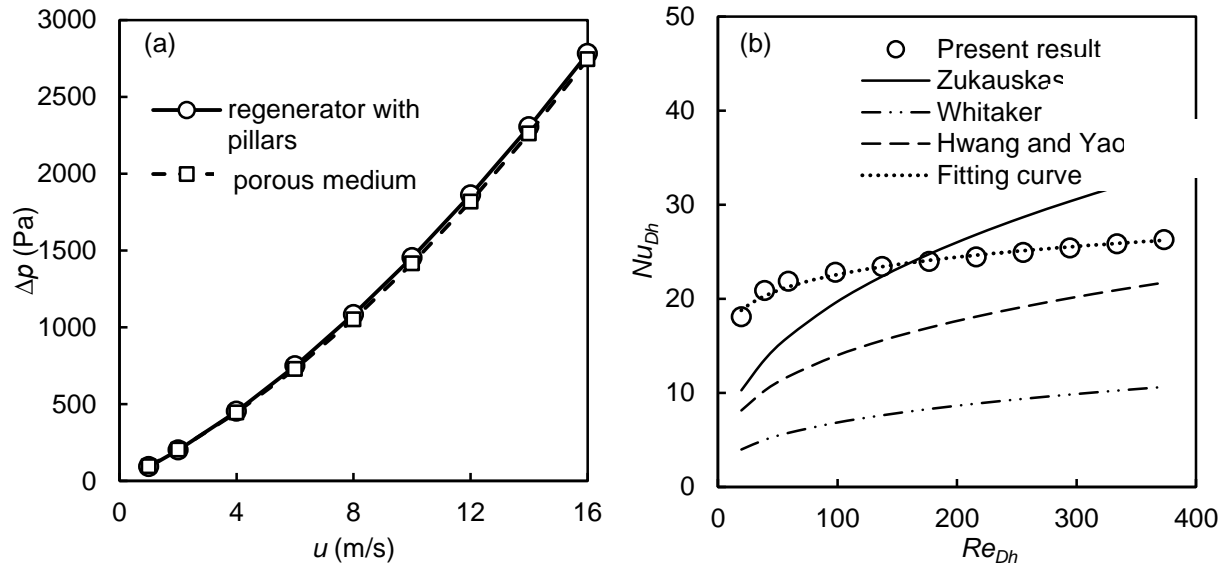 (a)
3000
2500
2000
1500
1000
500
0
Δp (Pa)
regenerator with
pillars
porous medium
0 4 8 12 16
u (m/s)
(b)
50
40
30
20
10
0
Nu_Dh
Present result
Zukauskas
Whitaker
Hwang and Yao
Fitting curve
0 100 200 300 400
Re_Dh